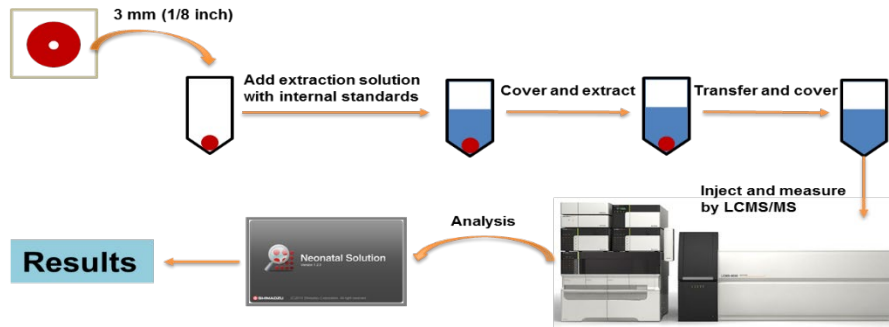 3 mm (1/8 inch)
Add extraction solution
with internal standards
Cover and extract
Transfer and cover
Inject and measure
by LCMS/MS
Analysis
Neonatal Solution
SHIMADZU
Results